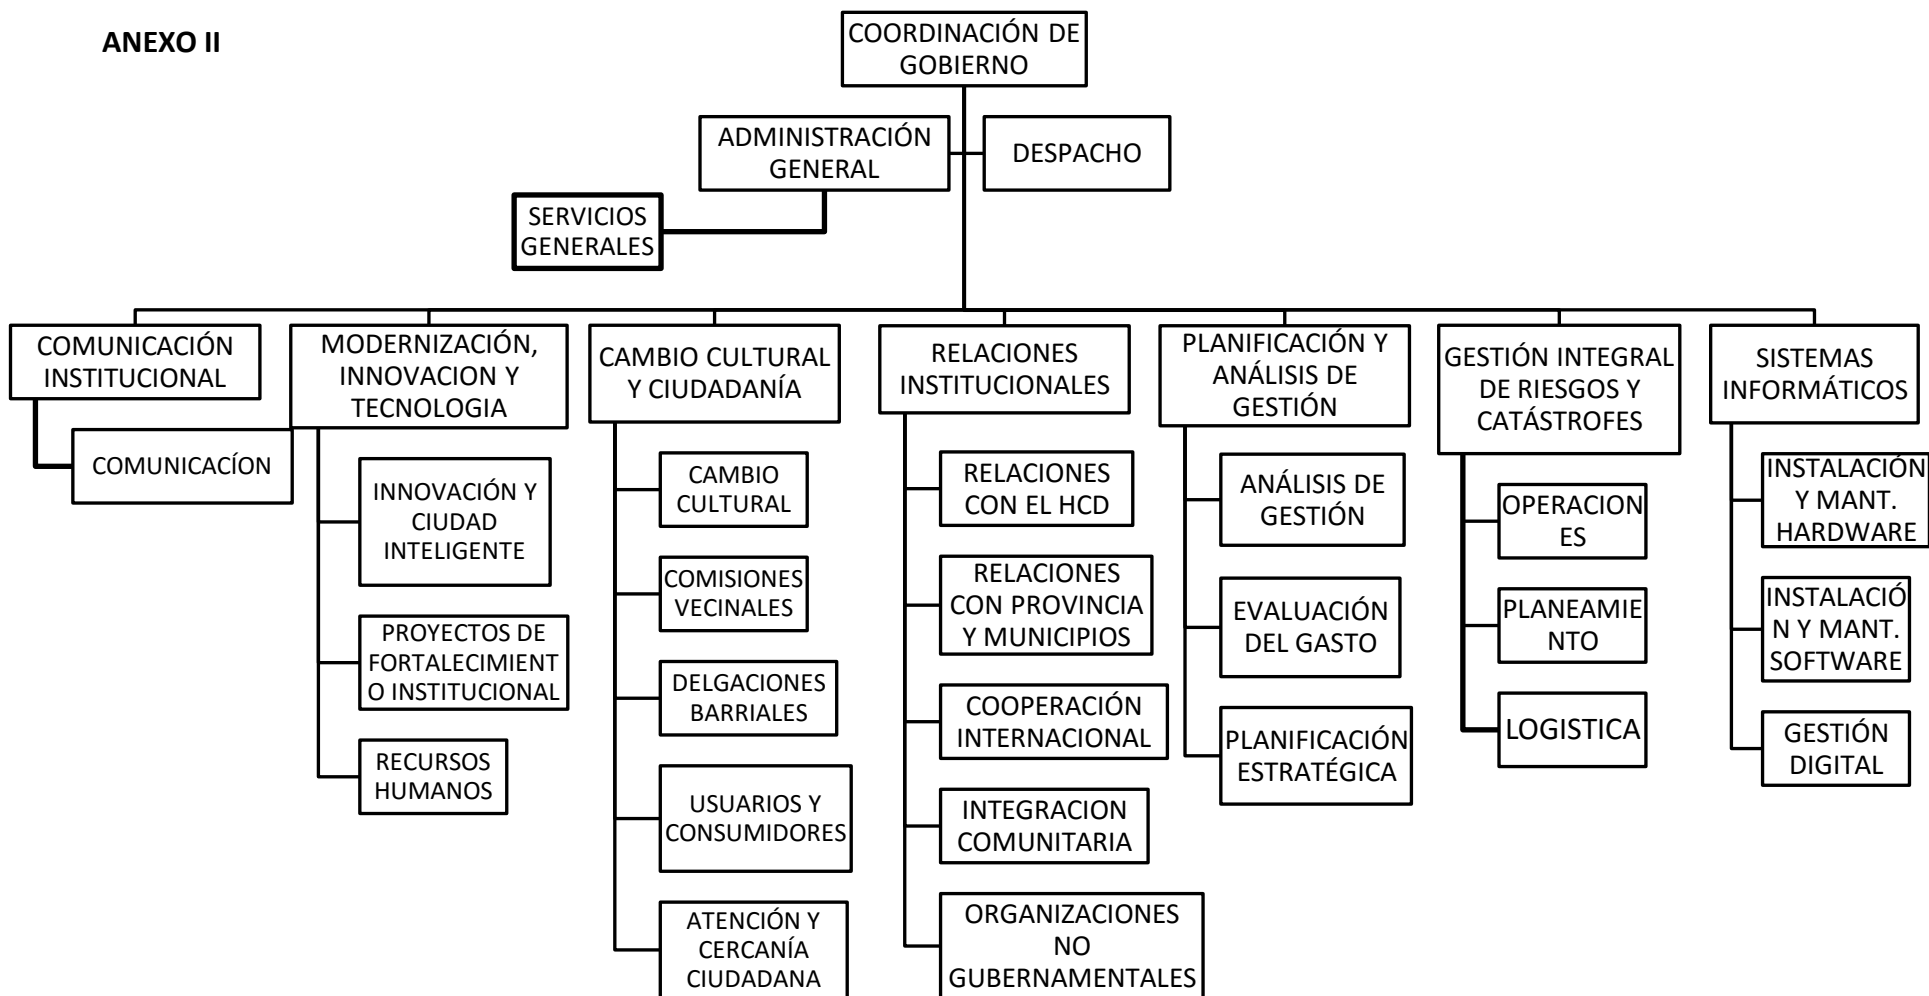 ANEXO II
COORDINACIÓN DE
GOBIERNO
ADMINISTRACIÓN
GENERAL
DESPACHO
SERVICIOS
GENERALES
COMUNICACIÓN
INSTITUCIONAL
COMUNICACÍON
MODERNIZACIÓN,
INNOVACION Y
TECNOLOGIA
INNOVACIÓN Y
CIUDAD
INTELIGENTE
PROYECTOS DE
FORTALECIMIENT
O INSTITUCIONAL
RECURSOS
HUMANOS
CAMBIO CULTURAL
Y CIUDADANÍA
CAMBIO
CULTURAL
COMISIONES
VECINALES
DELGACIONES
BARRIALES
USUARIOS Y
CONSUMIDORES
ATENCIÓN Y
CERCANÍA
CIUDADANA
RELACIONES
INSTITUCIONALES
RELACIONES
CON EL HCD
RELACIONES
CON PROVINCIA
Y MUNICIPIOS
COOPERACIÓN
INTERNACIONAL
INTEGRACION
COMUNITARIA
ORGANIZACIONES
NO
GUBERNAMENTALES
PLANIFICACIÓN Y
ANÁLISIS DE
GESTIÓN
ANÁLISIS DE
GESTIÓN
EVALUACIÓN
DEL GASTO
PLANIFICACIÓN
ESTRATÉGICA
GESTIÓN INTEGRAL
DE RIESGOS Y
CATÁSTROFES
OPERACION
ES
PLANEAMIE
NTO
LOGISTICA
SISTEMAS
INFORMÁTICOS
INSTALACIÓN
Y MANT.
HARDWARE
INSTALACIÓ
N Y MANT.
SOFTWARE
GESTIÓN
DIGITAL